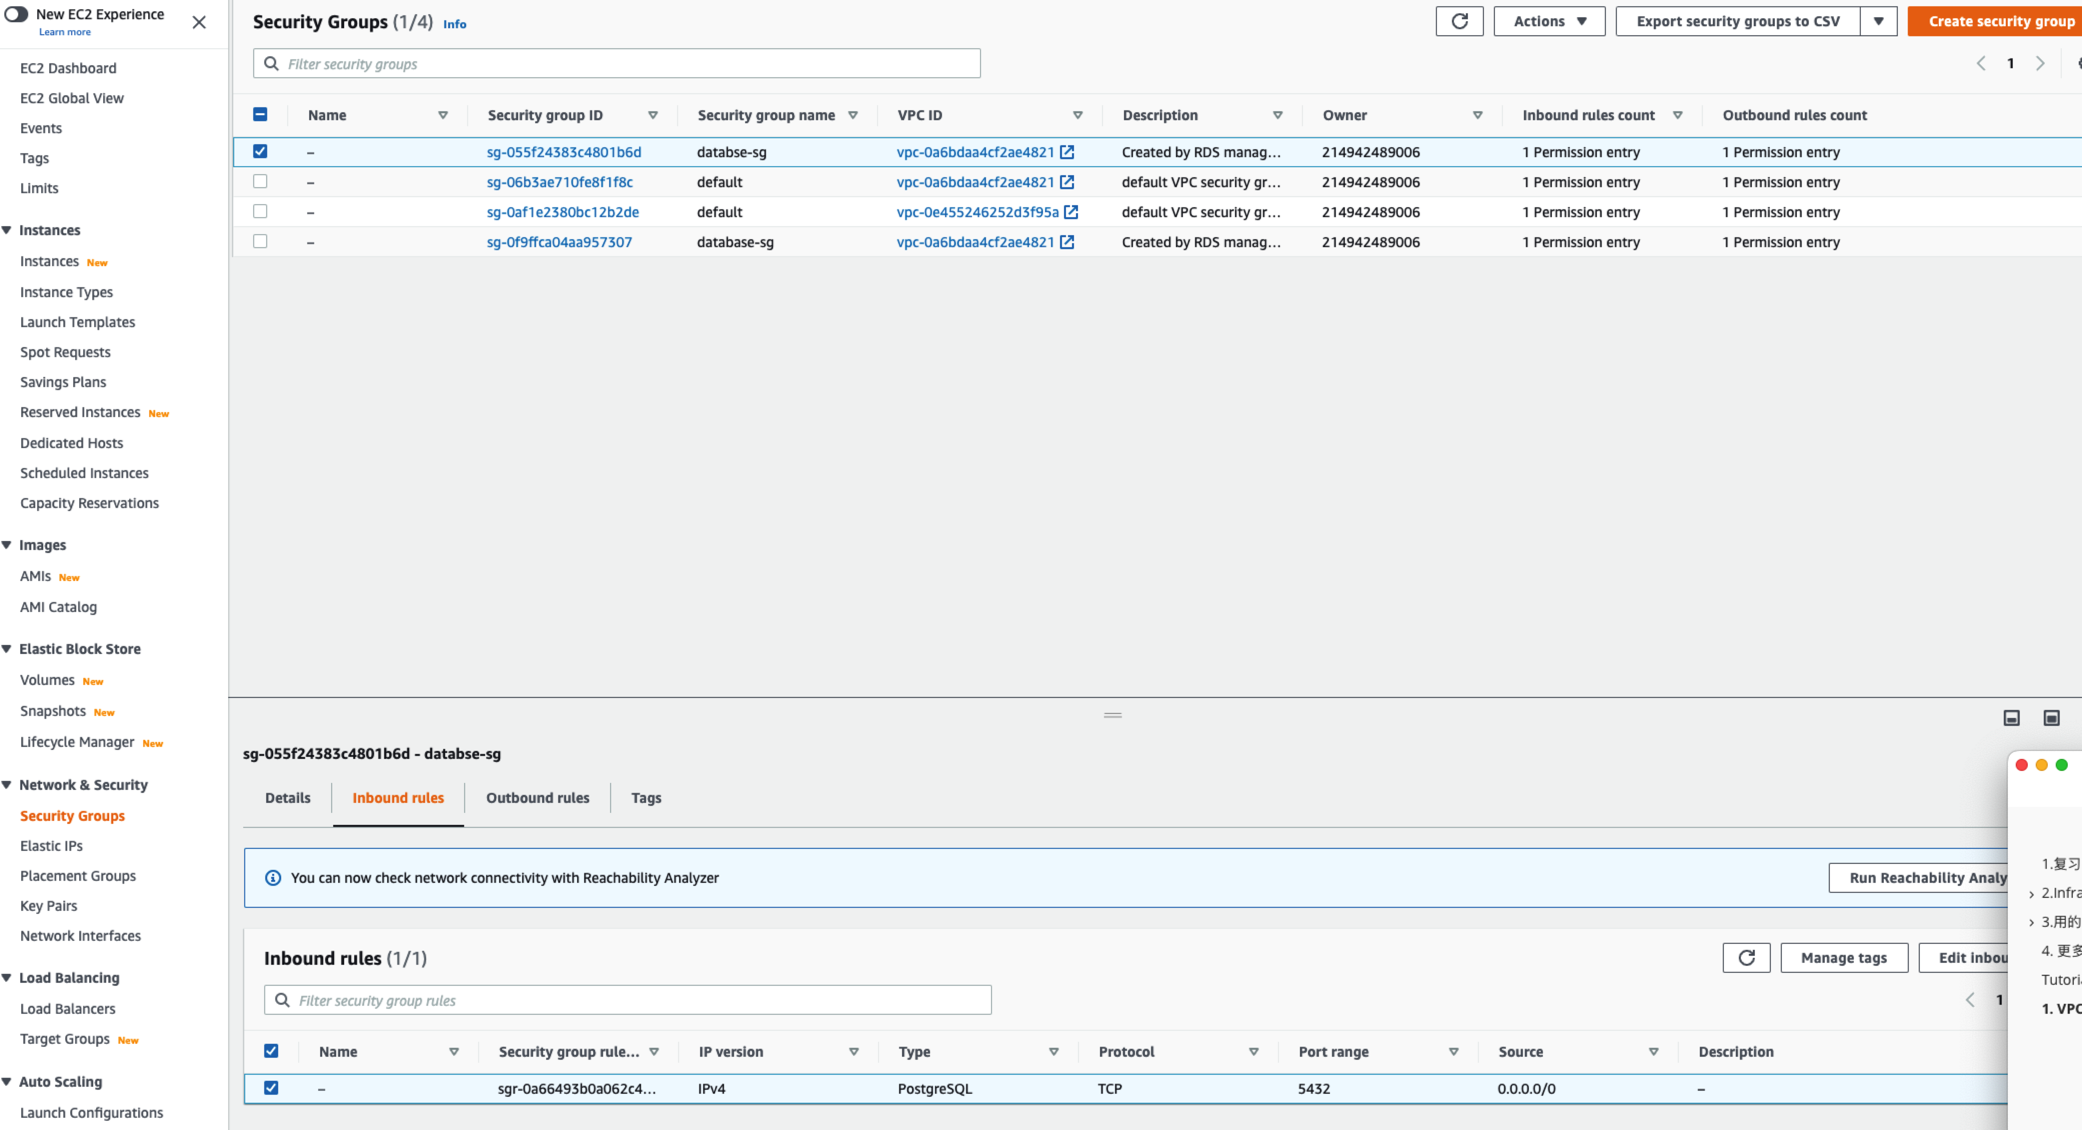 New EC2 Experience
Learn more
EC2 Dashboard
EC2 Global View
Events
Tags
Limits
Instances
Instances New
Instance Types
Launch Templates
Spot Requests
Savings Plans
Reserved Instances New
Dedicated Hosts
Scheduled Instances
Capacity Reservations
Images
AMIs New
AMI Catalog
Elastic Block Store
Volumes New
Snapshots New
Lifecycle Manager New
Network & Security
Security Groups
Elastic IPs
Placement Groups
Key Pairs
Network Interfaces
Load Balancing
Load Balancers
Target Groups New
Auto Scaling
Launch Configurations
Security Groups (1/4) Info
Actions
Export security groups to CSV
Create security group
Filter security groups
1
Name Security group ID Security group name VPC ID Description Owner Inbound rules count Outbound rules count
– sg-055f24383c4801b6d databse-sg vpc-0a6bdaa4cf2ae4821 Created by RDS manag... 214942489006 1 Permission entry 1 Permission entry
– sg-06b3ae710fe8f1f8c default vpc-0a6bdaa4cf2ae4821 default VPC security gr... 214942489006 1 Permission entry 1 Permission entry
– sg-0af1e2380bc12b2de default vpc-0e455246252d3f95a default VPC security gr... 214942489006 1 Permission entry 1 Permission entry
– sg-0f9ffca04aa957307 database-sg vpc-0a6bdaa4cf2ae4821 Created by RDS manag... 214942489006 1 Permission entry 1 Permission entry
sg-055f24383c4801b6d - databse-sg
Details Inbound rules Outbound rules Tags
You can now check network connectivity with Reachability Analyzer
Run Reachability Analy
Inbound rules (1/1)
Manage tags
Edit inbou
Filter security group rules
1
Name Security group rule... IP version Type Protocol Port range Source Description
– sgr-0a66493b0a062c4... IPv4 PostgreSQL TCP 5432 0.0.0.0/0 –
1.复习
2.Infra
3.用的
4. 更多
Tutori
1. VPC